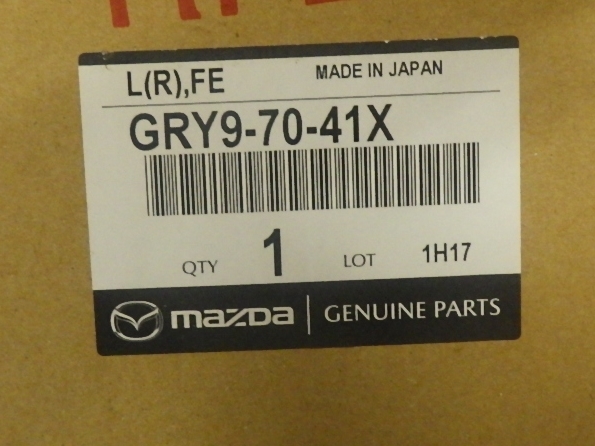 L(R),FE MADE IN JAPAN
GRY9-70-41X
QTY 1 LOT 1H17
mazda GENUINE PARTS